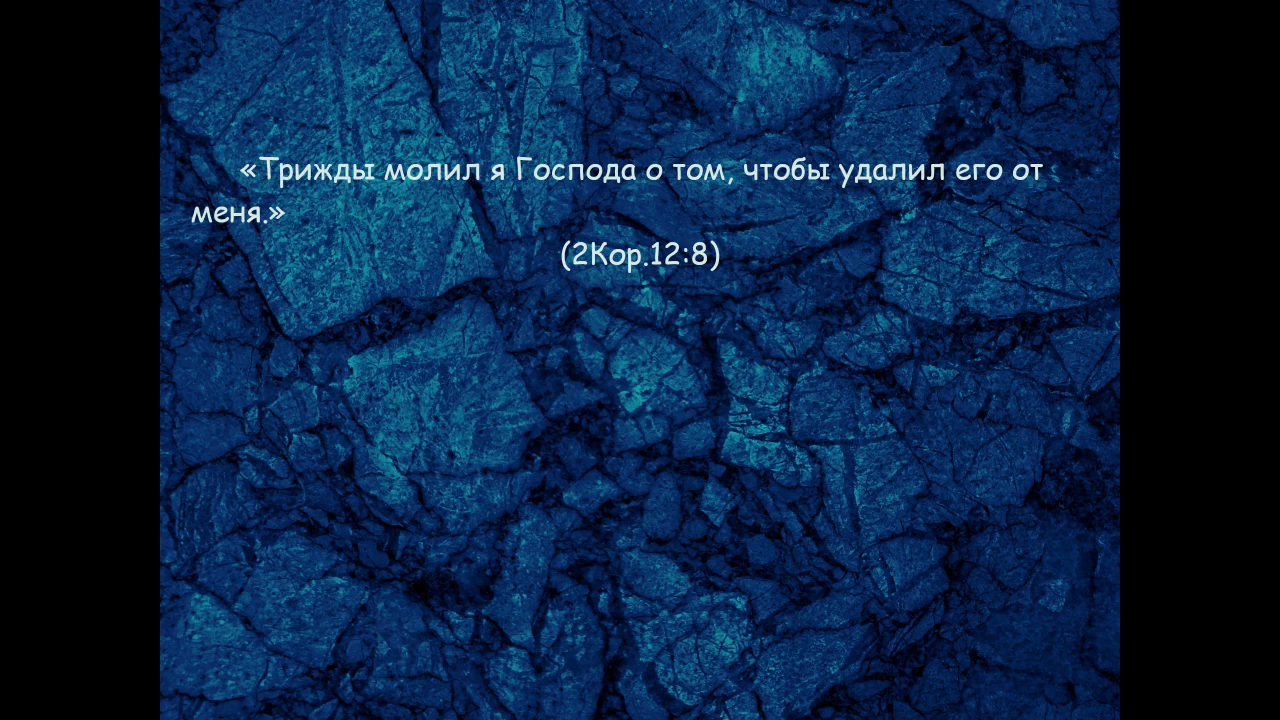 «Трижды молил я Господа о том, чтобы удалил его от
меня.»
(2Кор.12:8)